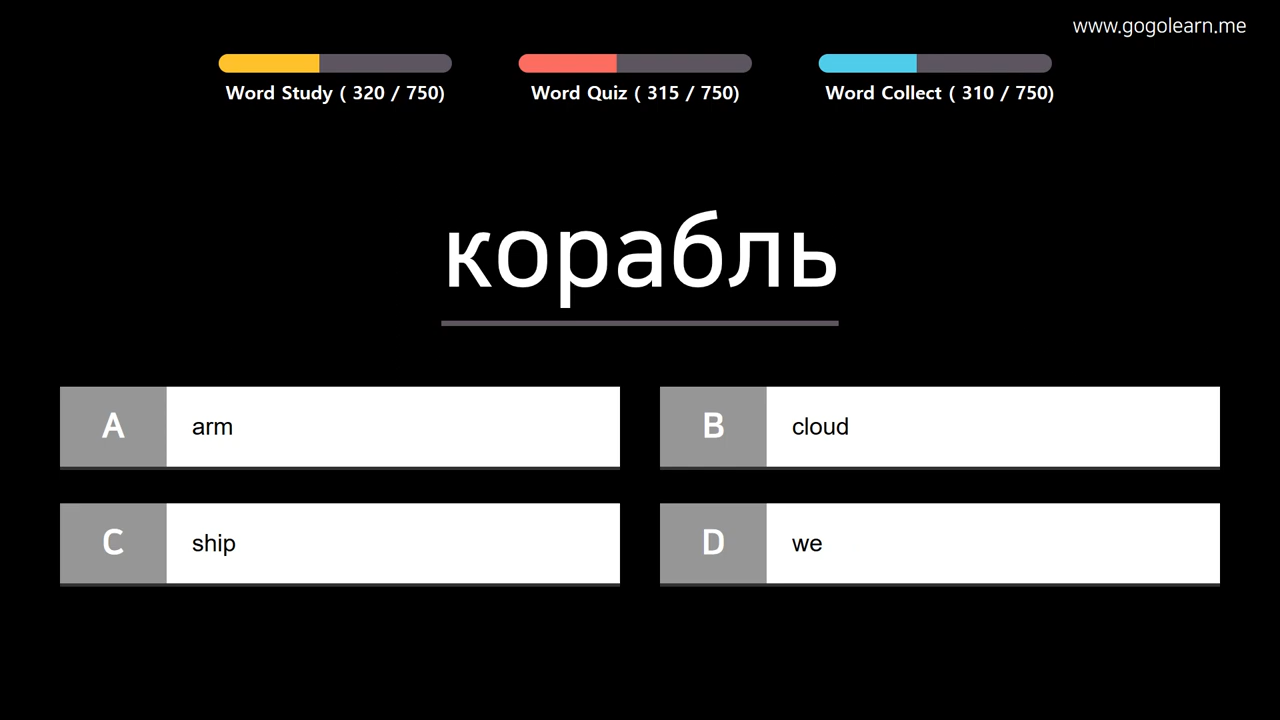 www.gogolearn.me
Word Study ( 320 / 750)
Word Quiz ( 315 / 750)
Word Collect ( 310 / 750)
корабль
A arm
B cloud
C ship
D we